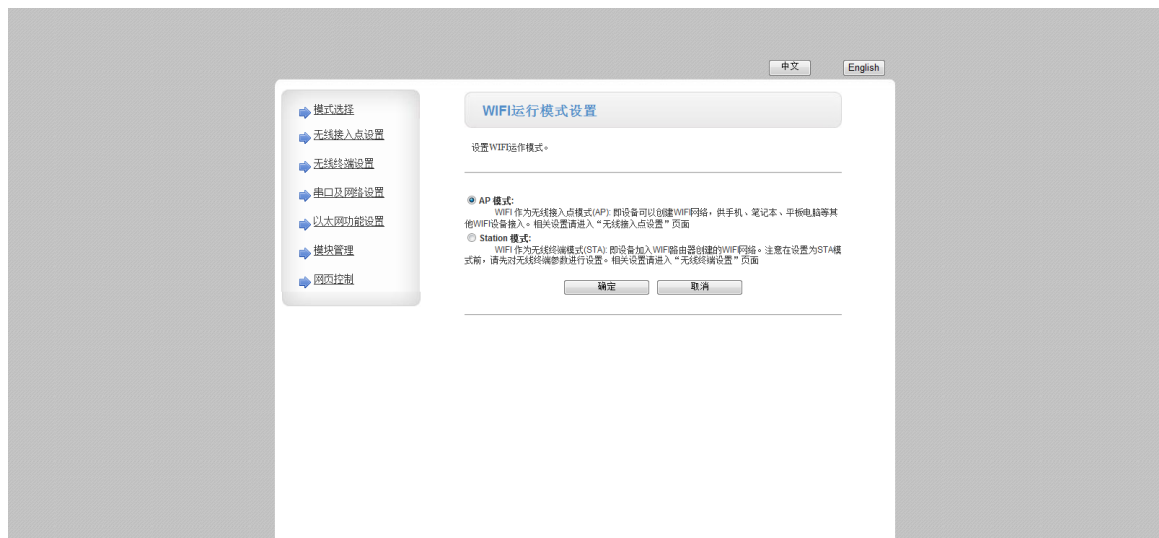 中文
English
模式选择
无线接入点设置
无线终端设置
串口及网络设置
以太网功能设置
模块管理
网页控制
WIFI运行模式设置
设置WIFI运作模式。
AP 模式:
WIFI 作为无线接入点模式(AP): 即设备可以创建WIFI网络，供手机、笔记本、平板电脑等其
他WIFI设备接入。相关设置请进入“无线接入点设置”页面
Station 模式:
WIFI 作为无线终端模式(STA): 即设备加入WIFI路由器创建的WIFI网络。注意在设置为STA模
式前，请先对无线终端参数进行设置。相关设置请进入“无线终端设置”页面
确定
取消